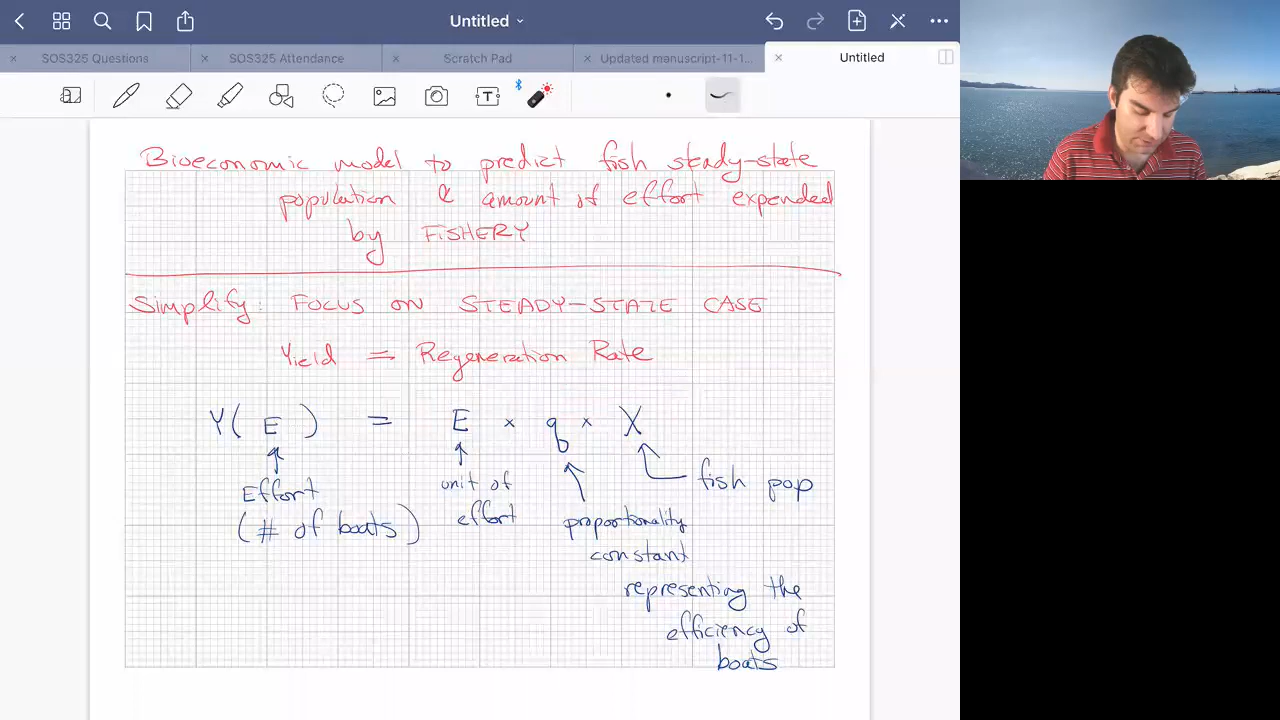 Untitled
SOS325 Questions
SOS325 Attendance
Scratch Pad
Updated manuscript-11-1...
Untitled
Bioeconomic model to predict fish steady-state
population & amount of effort expended
by FISHERY
Simplify: FOCUS ON STEADY-STATE CASE
Yield = Regeneration Rate
Y( E ) = E × q × X
Effort
(# of boats)
unit of
effort
proportionality
constant
representing the
efficiency of
boats
fish pop